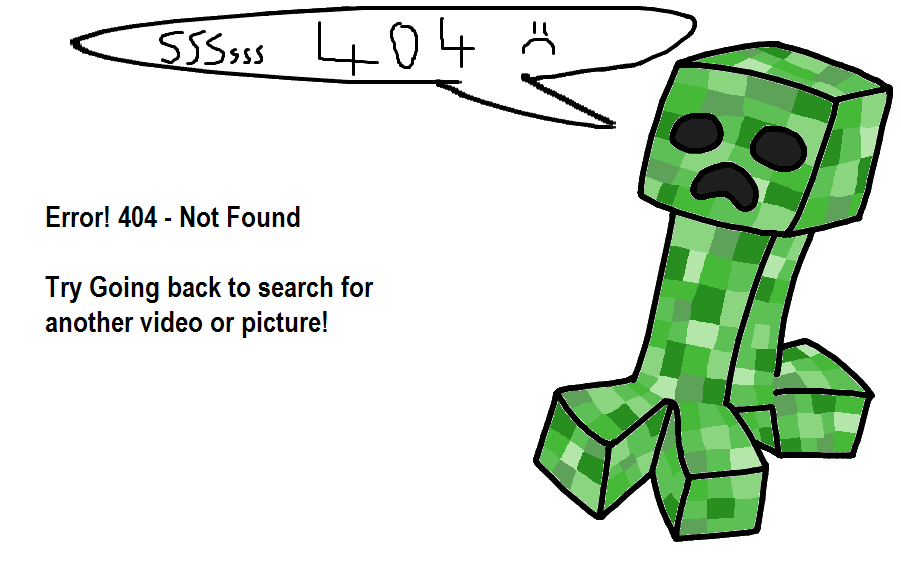 SSSsss 404 :(
Error! 404 - Not Found
Try Going back to search for
another video or picture!